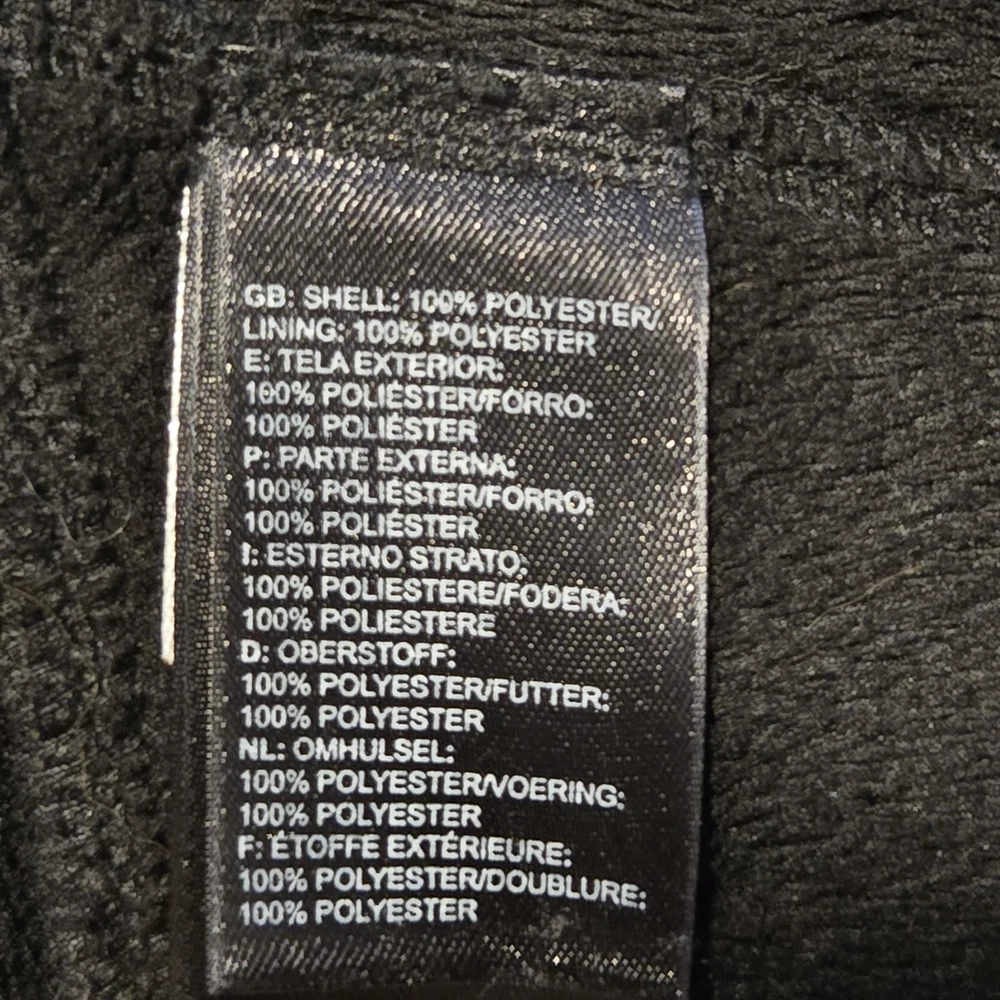 GB: SHELL: 100% POLYESTER/
LINING: 100% POLYESTER
E: TELA EXTERIOR:
100% POLIÉSTER/FORRO:
100% POLIÉSTER
P: PARTE EXTERNA:
100% POLIÉSTER/FORRO:
100% POLIÉSTER
I: ESTERNO STRATO:
100% POLIESTERE/FODERA:
100% POLIESTERE
D: OBERSTOFF:
100% POLYESTER/FUTTER:
100% POLYESTER
NL: OMHULSEL:
100% POLYESTER/VOERING:
100% POLYESTER
F: ÉTOFFE EXTÉRIEURE:
100% POLYESTER/DOUBLURE:
100% POLYESTER